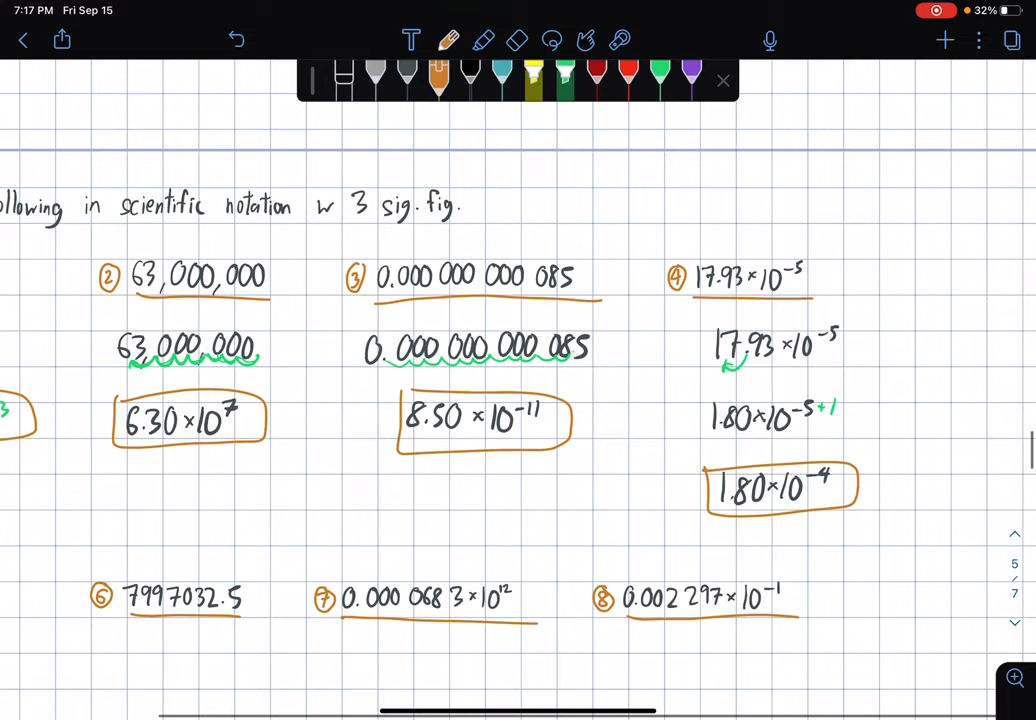 7:17 PM Fri Sep 15
32%
T
ollowing in scientific notation w 3 sig. fig.
② 63,000,000
③ 0.000 000 000 085
④ 17.93 × 10⁻⁵
63,000,000
0.000 000 000 085
17.93 × 10⁻⁵
3
6.30 × 10⁷
8.50 × 10⁻¹¹
1.80 × 10⁻⁵⁺¹
1.80 × 10⁻⁴
5
/
7
⑥ 7997032.5
⑦ 0.000 068 3 × 10¹²
⑧ 0.002 297 × 10⁻¹